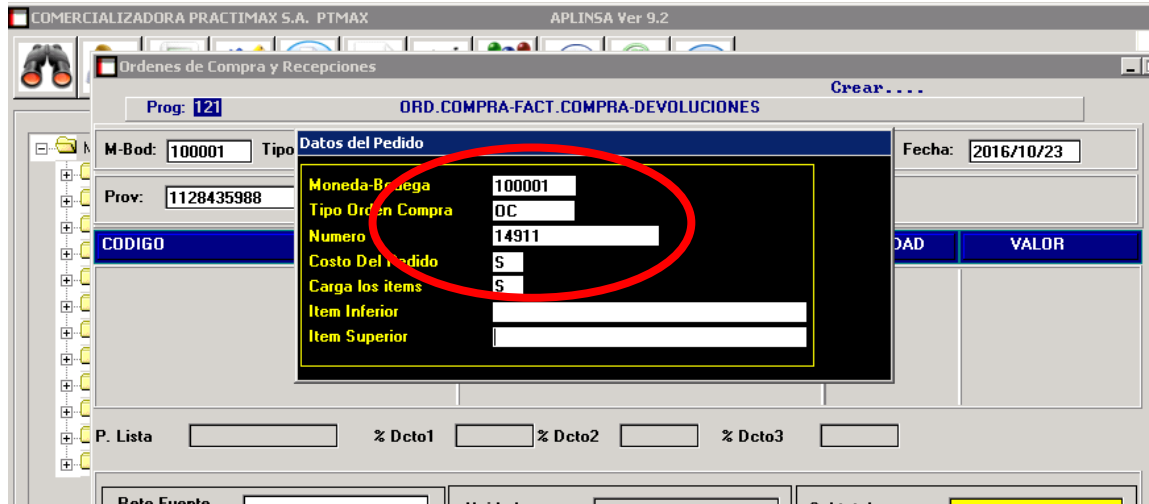 COMERCIALIZADORA PRACTIMAX S.A. PTMAX APLINSA Ver 9.2
Ordenes de Compra y Recepciones
Crear....
Prog: 121 ORD.COMPRA-FACT.COMPRA-DEVOLUCIONES
M-Bod: 100001 Tipo Fecha: 2016/10/23
Datos del Pedido
Prov: 1128435988
Moneda-Bodega 100001
Tipo Orden Compra OC
Numero 14911
Costo Del Pedido S
Carga los items S
Item Inferior
Item Superior
CODIGO DAD VALOR
P. Lista % Dcto1 % Dcto2 % Dcto3